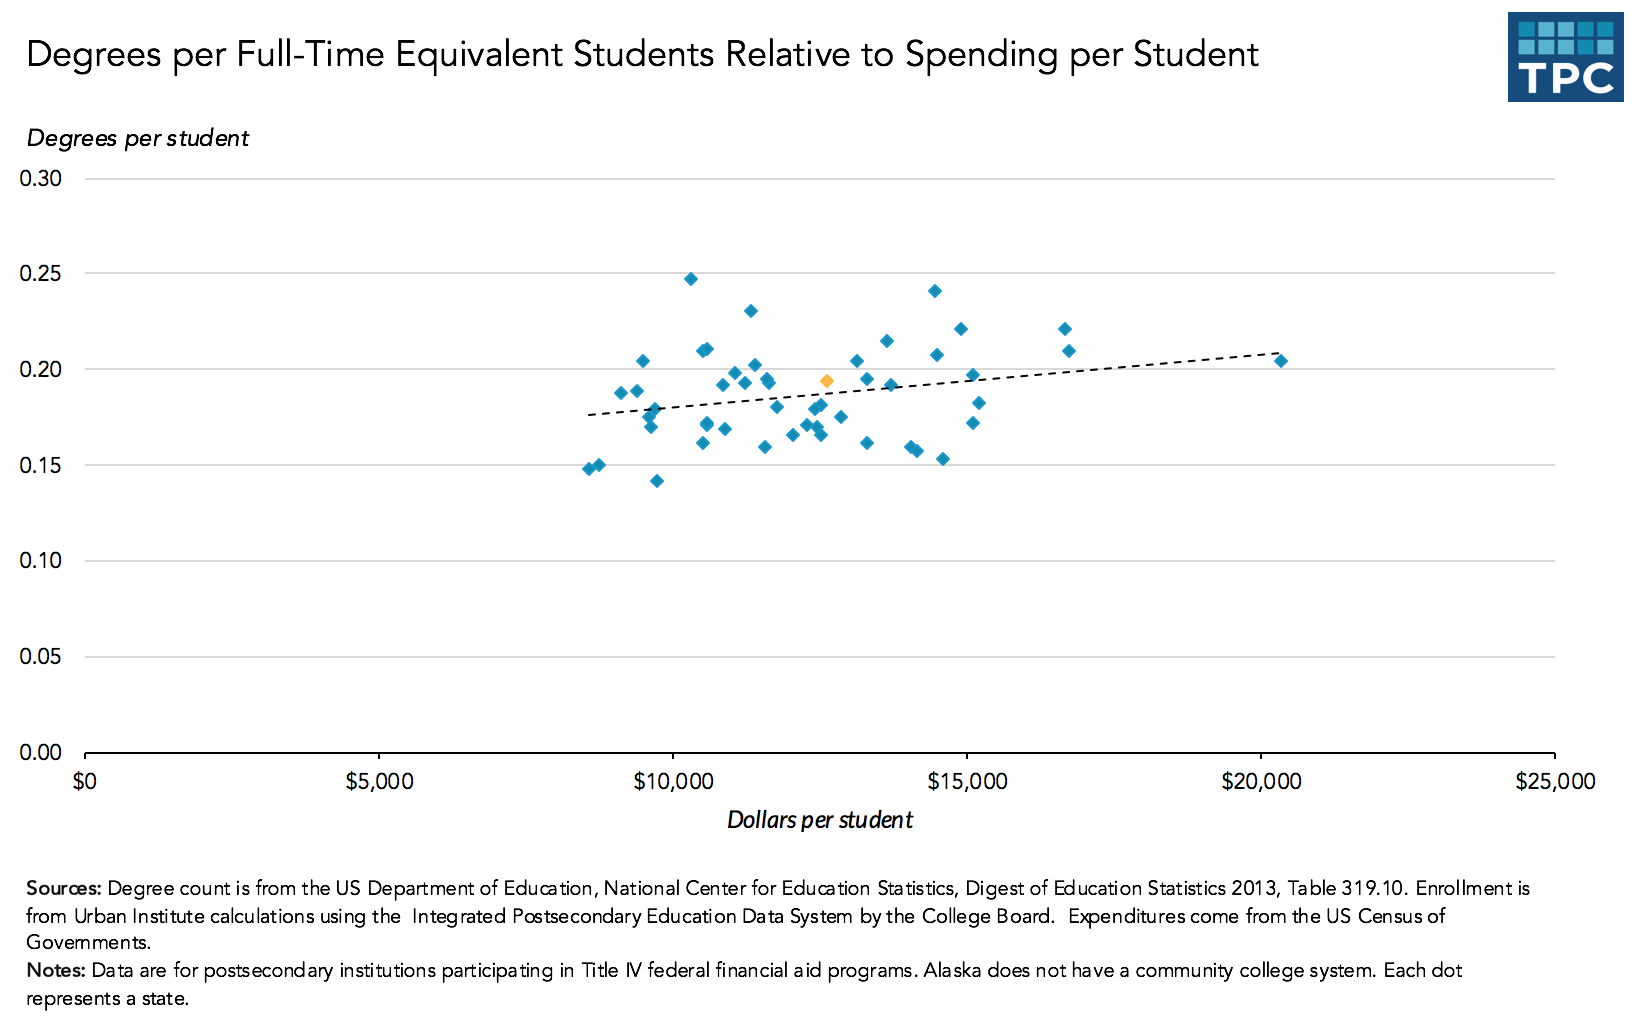 Degrees per Full-Time Equivalent Students Relative to Spending per Student
TPC
Degrees per student
0.30
0.25
0.20
0.15
0.10
0.05
0.00
$0
$5,000
$10,000
$15,000
$20,000
$25,000
Dollars per student
Sources: Degree count is from the US Department of Education, National Center for Education Statistics, Digest of Education Statistics 2013, Table 319.10. Enrollment is
from Urban Institute calculations using the Integrated Postsecondary Education Data System by the College Board. Expenditures come from the US Census of
Governments.
Notes: Data are for postsecondary institutions participating in Title IV federal financial aid programs. Alaska does not have a community college system. Each dot
represents a state.